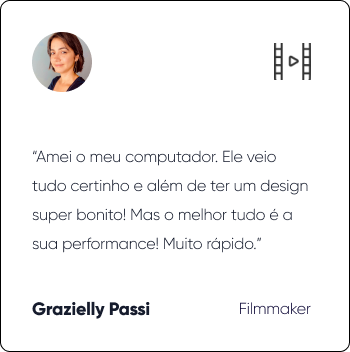 “Amei o meu computador. Ele veio
tudo certinho e além de ter um design
super bonito! Mas o melhor tudo é a
sua performance! Muito rápido.”
Grazielly Passi Filmmaker